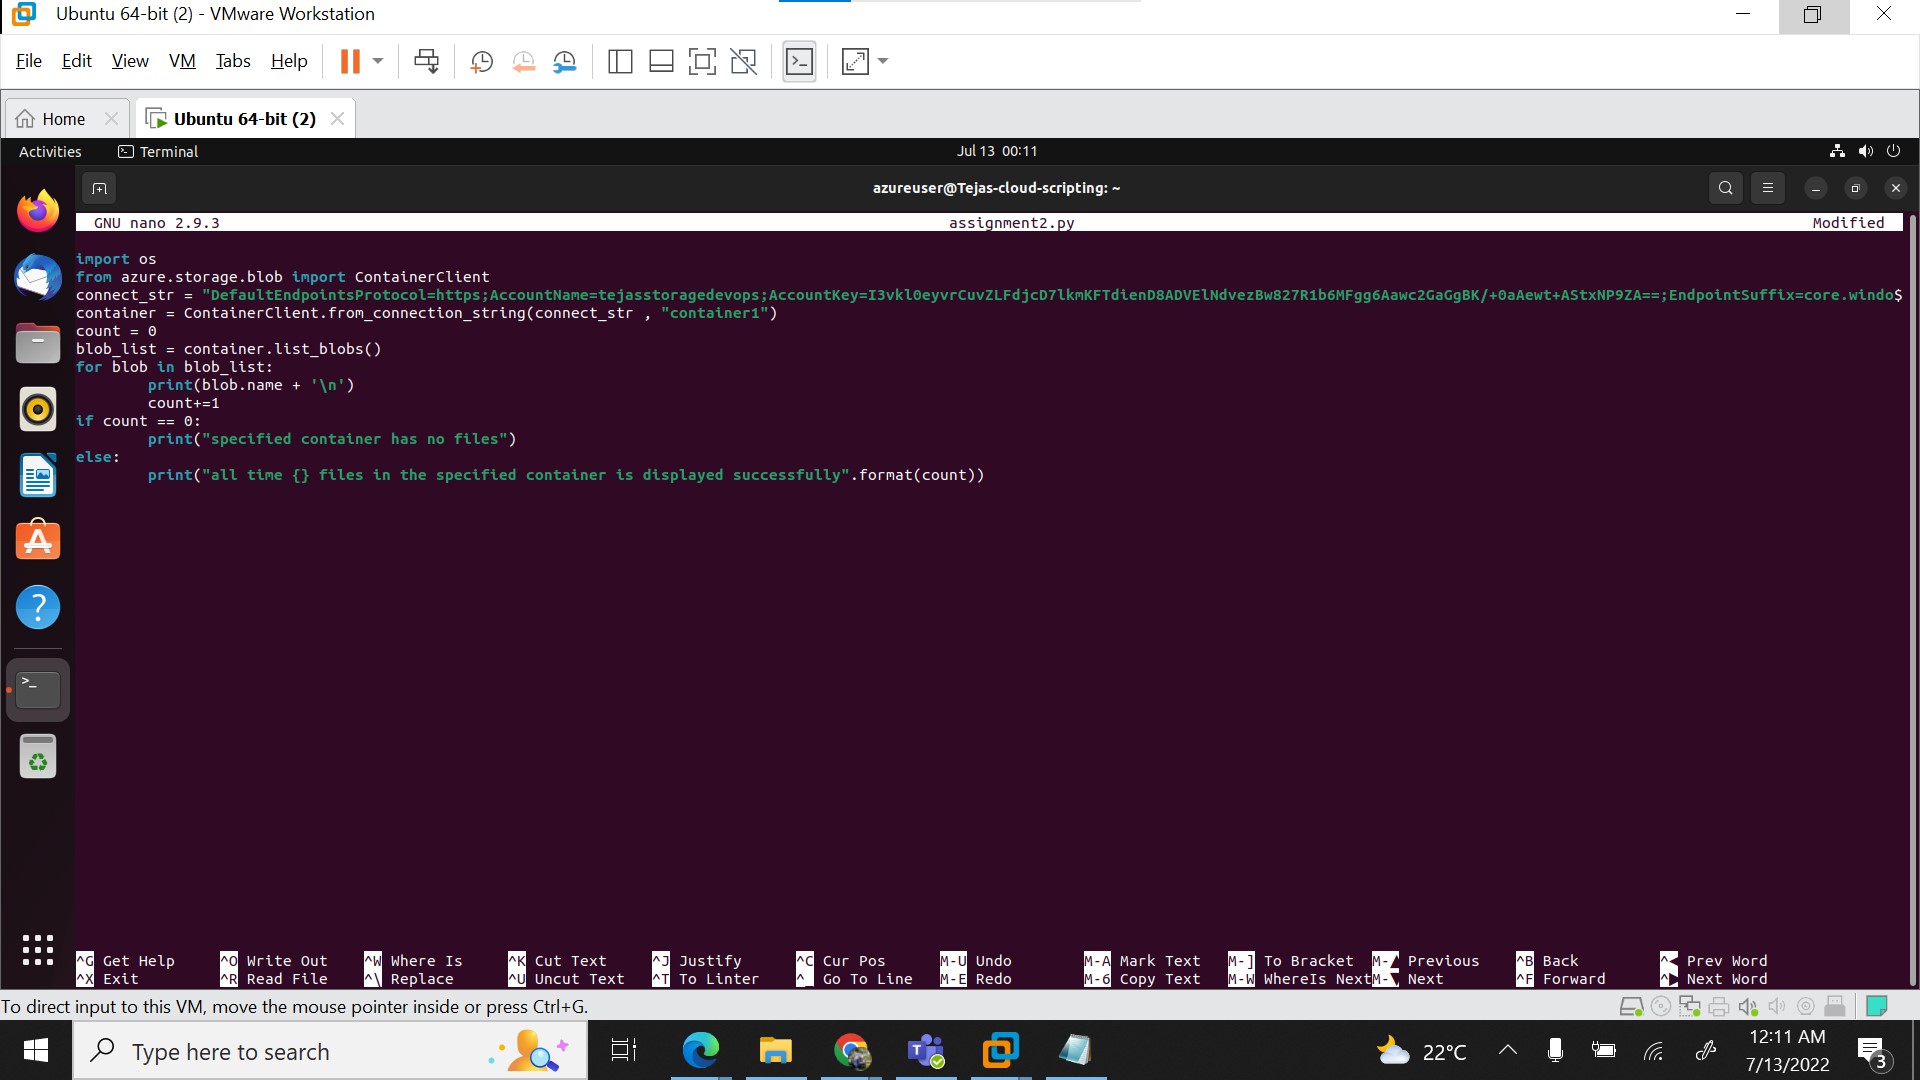 Ubuntu 64-bit (2) - VMware Workstation
File Edit View VM Tabs Help
Home
Ubuntu 64-bit (2)
Activities Terminal Jul 13 00:11
azureuser@Tejas-cloud-scripting: ~
GNU nano 2.9.3 assignment2.py Modified
import os
from azure.storage.blob import ContainerClient
connect_str = "DefaultEndpointsProtocol=https;AccountName=tejasstoragedevops;AccountKey=I3vkl0eyvrCuvZLFdjcD7lkmKFTdienD8ADVElNdvezBw827R1b6MFgg6Aawc2GaGgBK/+0aAewt+AStxNP9ZA==;EndpointSuffix=core.windo$
container = ContainerClient.from_connection_string(connect_str , "container1")
count = 0
blob_list = container.list_blobs()
for blob in blob_list:
print(blob.name + '\n')
count+=1
if count == 0:
print("specified container has no files")
else:
print("all time {} files in the specified container is displayed successfully".format(count))
^G Get Help ^O Write Out ^W Where Is ^K Cut Text ^J Justify ^C Cur Pos M-U Undo M-A Mark Text M-] To Bracket M-▲ Previous ^B Back ^◀ Prev Word
^X Exit ^R Read File ^\ Replace ^U Uncut Text ^T To Linter ^_ Go To Line M-E Redo M-6 Copy Text M-W WhereIs Next M-▼ Next ^F Forward ^▶ Next Word
To direct input to this VM, move the mouse pointer inside or press Ctrl+G.
Type here to search
22°C
12:11 AM
7/13/2022
3